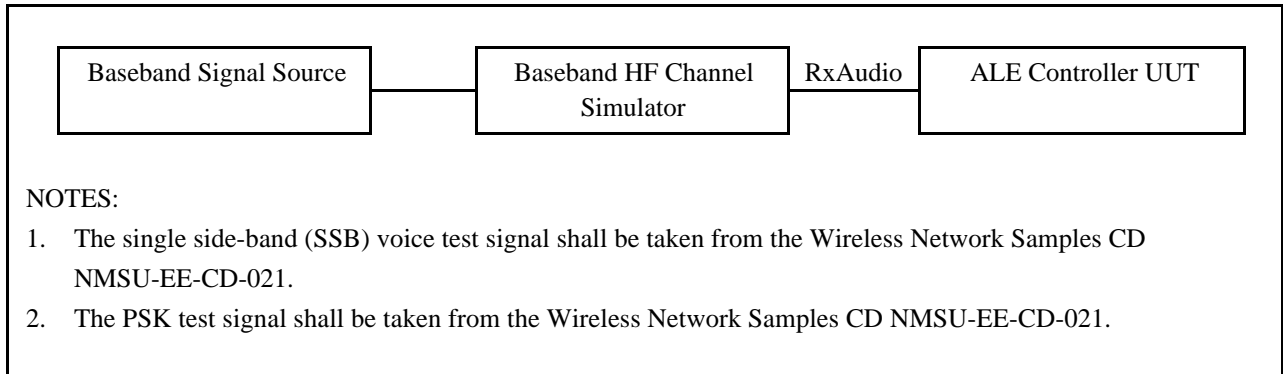 Baseband Signal Source
Baseband HF Channel
Simulator
RxAudio
ALE Controller UUT
NOTES:
1. The single side-band (SSB) voice test signal shall be taken from the Wireless Network Samples CD
NMSU-EE-CD-021.
2. The PSK test signal shall be taken from the Wireless Network Samples CD NMSU-EE-CD-021.